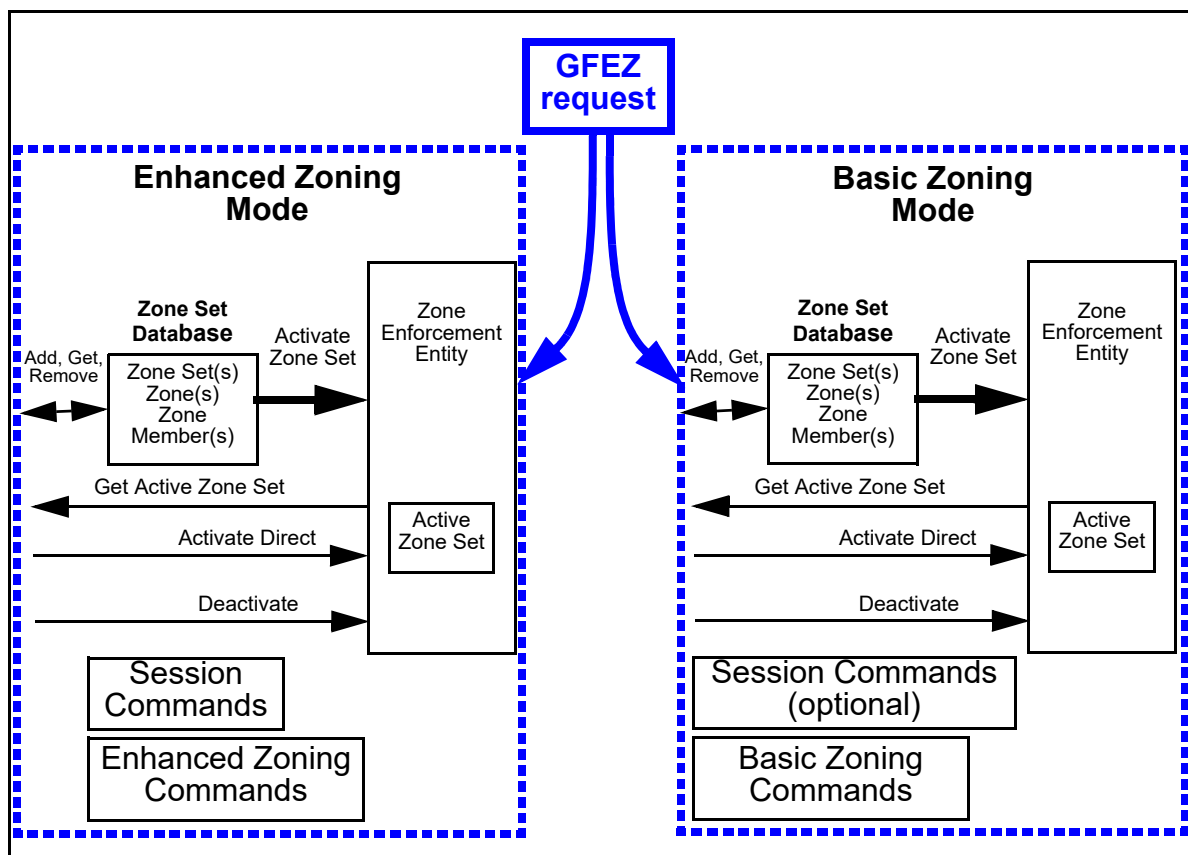 GFEZ
request
Enhanced Zoning
Mode
Zone Set
Database
Activate
Zone Set
Add, Get,
Remove
Zone Set(s)
Zone(s)
Zone
Member(s)
Zone
Enforcement
Entity
Get Active Zone Set
Active
Zone Set
Activate Direct
Deactivate
Session
Commands
Enhanced Zoning
Commands
Basic Zoning
Mode
Zone Set
Database
Activate
Zone Set
Add, Get,
Remove
Zone Set(s)
Zone(s)
Zone
Member(s)
Zone
Enforcement
Entity
Get Active Zone Set
Active
Zone Set
Activate Direct
Deactivate
Session Commands
(optional)
Basic Zoning
Commands